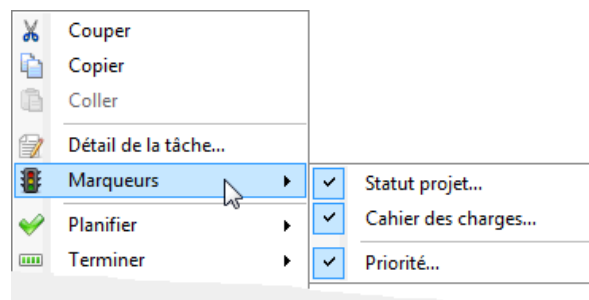 Couper
Copier
Coller
Détail de la tâche...
Marqueurs
Statut projet...
Cahier des charges...
Planifier
Terminer
Priorité...